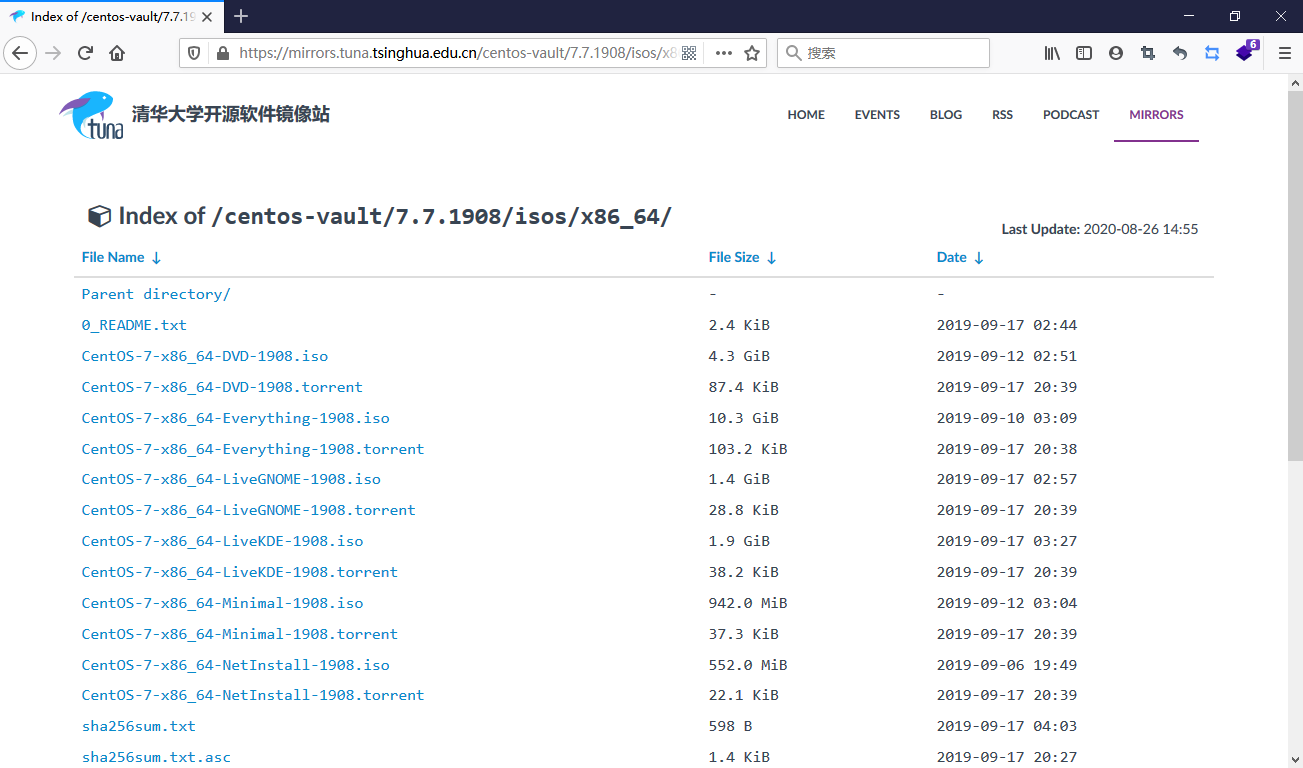 Index of /centos-vault/7.7.19
https://mirrors.tuna.tsinghua.edu.cn/centos-vault/7.7.1908/isos/x8
搜索
6
tuna
清华大学开源软件镜像站
HOME EVENTS BLOG RSS PODCAST MIRRORS
Index of /centos-vault/7.7.1908/isos/x86_64/
Last Update: 2020-08-26 14:55
File Name ↓ File Size ↓ Date ↓
Parent directory/ - -
0_README.txt 2.4 KiB 2019-09-17 02:44
CentOS-7-x86_64-DVD-1908.iso 4.3 GiB 2019-09-12 02:51
CentOS-7-x86_64-DVD-1908.torrent 87.4 KiB 2019-09-17 20:39
CentOS-7-x86_64-Everything-1908.iso 10.3 GiB 2019-09-10 03:09
CentOS-7-x86_64-Everything-1908.torrent 103.2 KiB 2019-09-17 20:38
CentOS-7-x86_64-LiveGNOME-1908.iso 1.4 GiB 2019-09-17 02:57
CentOS-7-x86_64-LiveGNOME-1908.torrent 28.8 KiB 2019-09-17 20:39
CentOS-7-x86_64-LiveKDE-1908.iso 1.9 GiB 2019-09-17 03:27
CentOS-7-x86_64-LiveKDE-1908.torrent 38.2 KiB 2019-09-17 20:39
CentOS-7-x86_64-Minimal-1908.iso 942.0 MiB 2019-09-12 03:04
CentOS-7-x86_64-Minimal-1908.torrent 37.3 KiB 2019-09-17 20:39
CentOS-7-x86_64-NetInstall-1908.iso 552.0 MiB 2019-09-06 19:49
CentOS-7-x86_64-NetInstall-1908.torrent 22.1 KiB 2019-09-17 20:39
sha256sum.txt 598 B 2019-09-17 04:03
sha256sum.txt.asc 1.4 KiB 2019-09-17 20:27